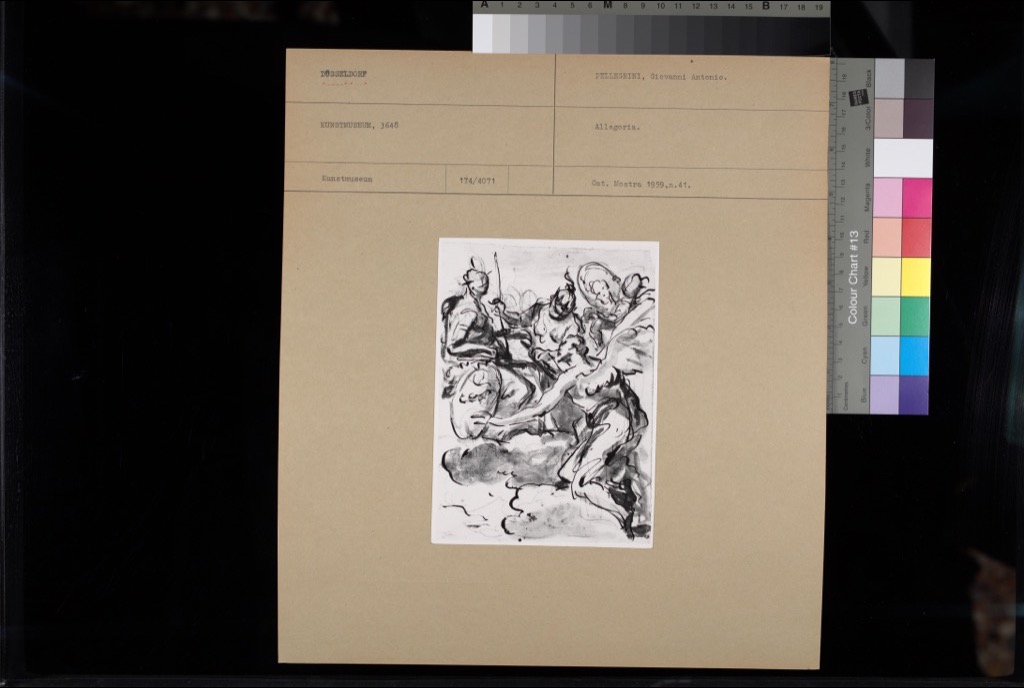 A 1 2 3 4 5 6 M 8 9 10 11 12 13 14 15 B 17 18 19
DÜSSELDORF
PELLEGRINI, Giovanni Antonio.
KUNSTMUSEUM, 3648
Allegoria.
Kunstmuseum
174/4071
Cat. Mostra 1959,n.41.
Colour Chart #13
Black
3/Color
White
Magenta
Red
Yellow
Green
Cyan
Blue
Centimetres